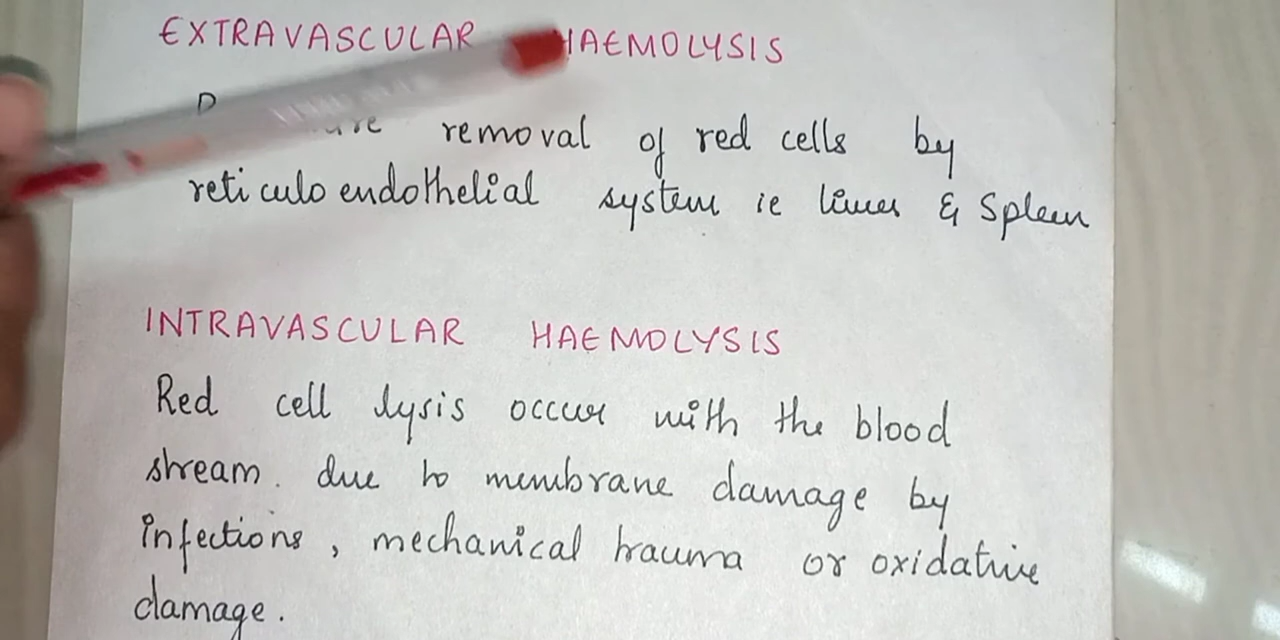 EXTRAVASCULAR HAEMOLYSIS
removal of red cells by
reticuloendothelial system ie liver & Spleen
INTRAVASCULAR HAEMOLYSIS
Red cell lysis occur with the blood
stream. due to membrane damage by
infections, mechanical trauma or oxidative
damage.